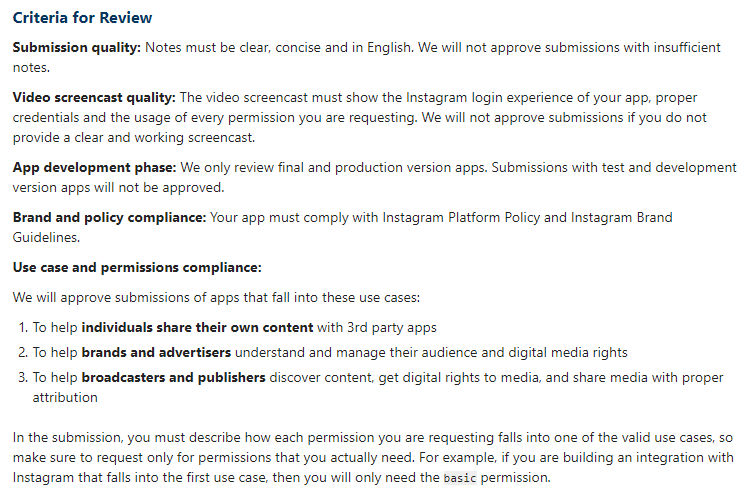 Criteria for Review
Submission quality: Notes must be clear, concise and in English. We will not approve submissions with insufficient
notes.
Video screencast quality: The video screencast must show the Instagram login experience of your app, proper
credentials and the usage of every permission you are requesting. We will not approve submissions if you do not
provide a clear and working screencast.
App development phase: We only review final and production version apps. Submissions with test and development
version apps will not be approved.
Brand and policy compliance: Your app must comply with Instagram Platform Policy and Instagram Brand
Guidelines.
Use case and permissions compliance:
We will approve submissions of apps that fall into these use cases:
1. To help individuals share their own content with 3rd party apps
2. To help brands and advertisers understand and manage their audience and digital media rights
3. To help broadcasters and publishers discover content, get digital rights to media, and share media with proper
attribution
In the submission, you must describe how each permission you are requesting falls into one of the valid use cases, so
make sure to request only for permissions that you actually need. For example, if you are building an integration with
Instagram that falls into the first use case, then you will only need the basic permission.